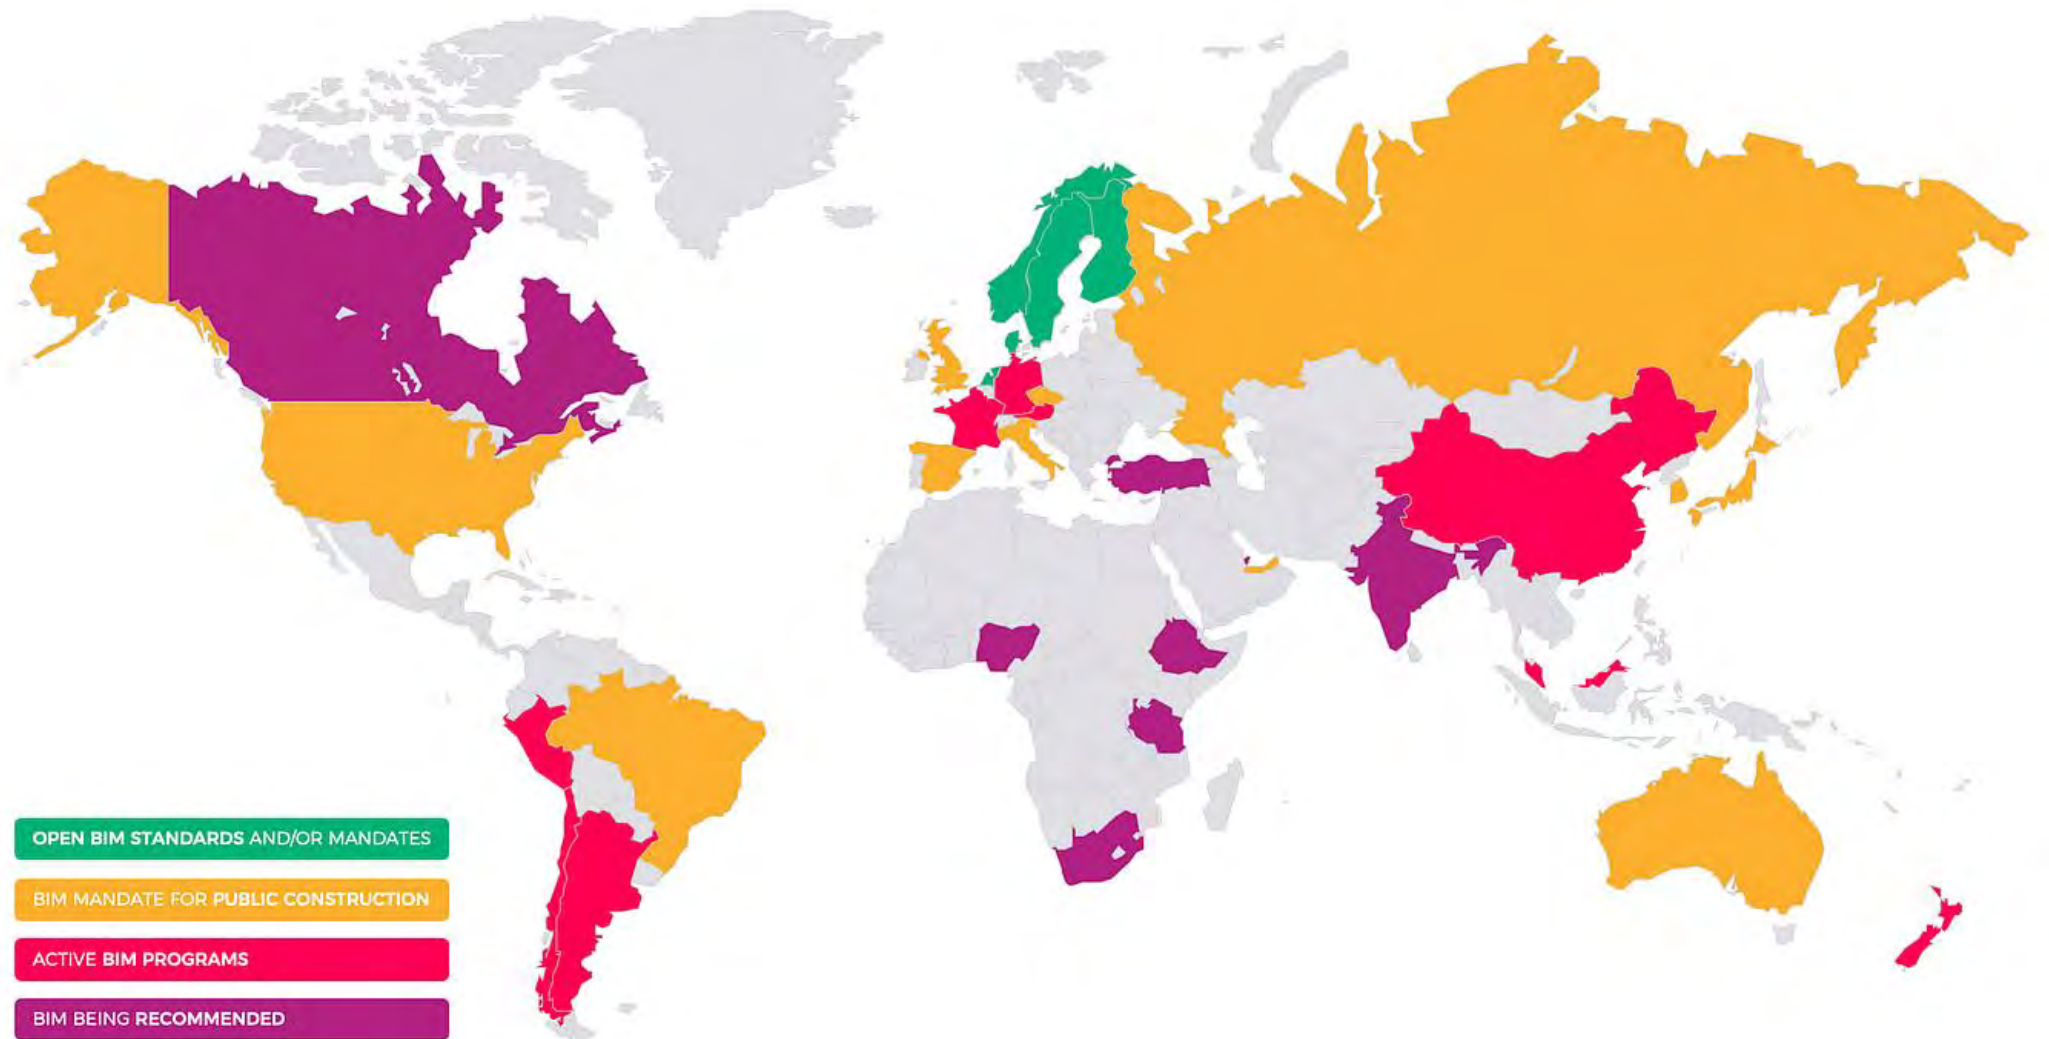 OPEN BIM STANDARDS AND/OR MANDATES
BIM MANDATE FOR PUBLIC CONSTRUCTION
ACTIVE BIM PROGRAMS
BIM BEING RECOMMENDED